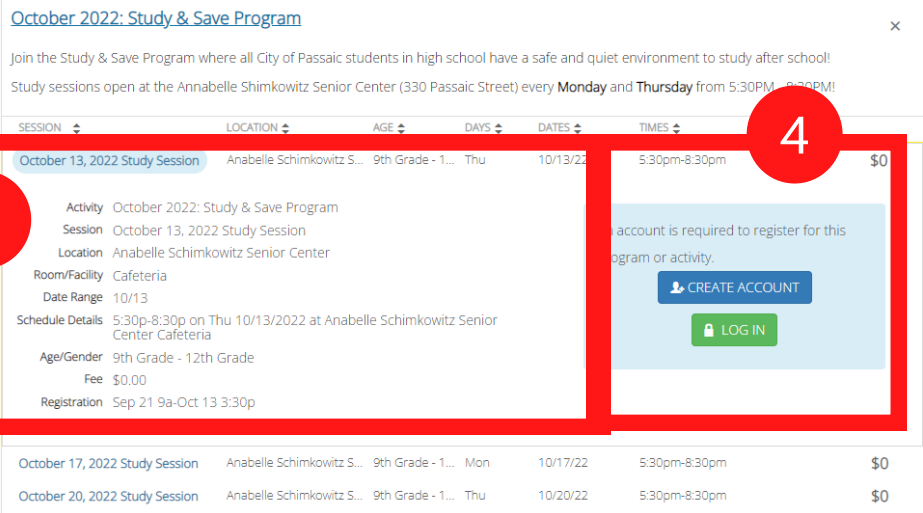 October 2022: Study & Save Program
×
Join the Study & Save Program where all City of Passaic students in high school have a safe and quiet environment to study after school!
Study sessions open at the Annabelle Shimkowitz Senior Center (330 Passaic Street) every Monday and Thursday from 5:30PM - 8:30PM!
SESSION LOCATION AGE DAYS DATES TIMES
4
October 13, 2022 Study Session Anabelle Schimkowitz S... 9th Grade - 1... Thu 10/13/22 5:30pm-8:30pm $0
Activity October 2022: Study & Save Program
Session October 13, 2022 Study Session
Location Anabelle Schimkowitz Senior Center
Room/Facility Cafeteria
Date Range 10/13
Schedule Details 5:30p-8:30p on Thu 10/13/2022 at Anabelle Schimkowitz Senior
Center Cafeteria
Age/Gender 9th Grade - 12th Grade
Fee $0.00
Registration Sep 21 9a-Oct 13 3:30p
account is required to register for this
or activity.
CREATE ACCOUNT
LOG IN
October 17, 2022 Study Session Anabelle Schimkowitz S... 9th Grade - 1... Mon 10/17/22 5:30pm-8:30pm $0
October 20, 2022 Study Session Anabelle Schimkowitz S... 9th Grade - 1... Thu 10/20/22 5:30pm-8:30pm $0